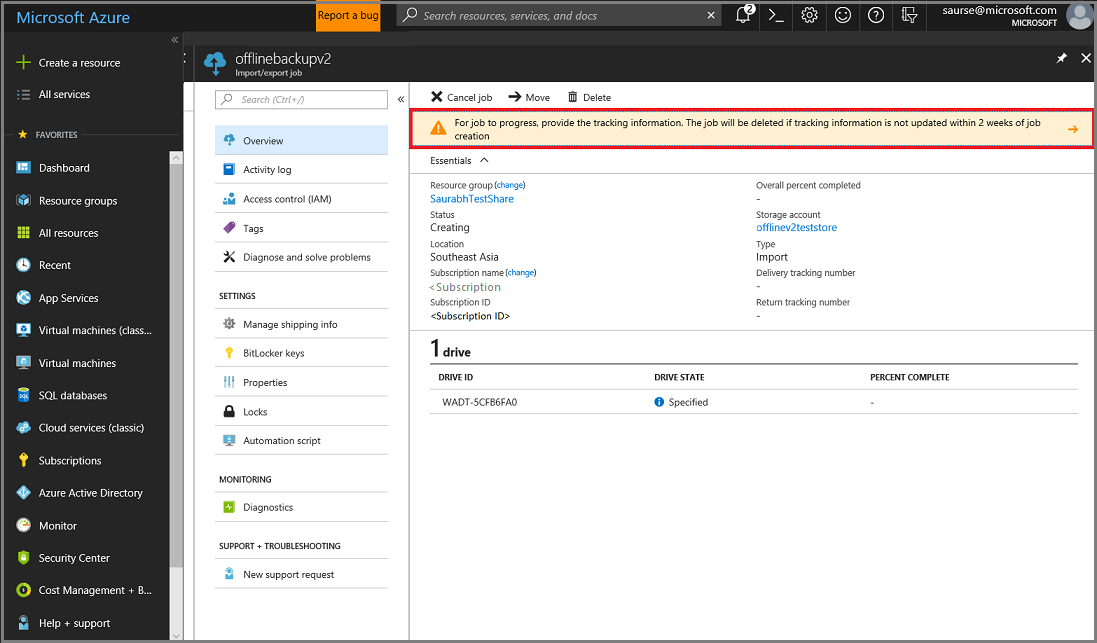 Microsoft Azure
Report a bug
Search resources, services, and docs
2
saurse@microsoft.com
MICROSOFT
Create a resource
All services
FAVORITES
Dashboard
Resource groups
All resources
Recent
App Services
Virtual machines (class...
Virtual machines
SQL databases
Cloud services (classic)
Subscriptions
Azure Active Directory
Monitor
Security Center
Cost Management + B...
Help + support
offlinebackupv2
Import/export job
Search (Ctrl+/)
Overview
Activity log
Access control (IAM)
Tags
Diagnose and solve problems
SETTINGS
Manage shipping info
BitLocker keys
Properties
Locks
Automation script
MONITORING
Diagnostics
SUPPORT + TROUBLESHOOTING
New support request
Cancel job Move Delete
For job to progress, provide the tracking information. The job will be deleted if tracking information is not updated within 2 weeks of job
creation
Essentials
Resource group (change)
SaurabhTestShare
Status
Creating
Location
Southeast Asia
Subscription name (change)
<Subscription
Subscription ID
<Subscription ID>
Overall percent completed
-
Storage account
offlinev2teststore
Type
Import
Delivery tracking number
-
Return tracking number
-
1 drive
DRIVE ID DRIVE STATE PERCENT COMPLETE
WADT-5CFB6FA0 Specified -